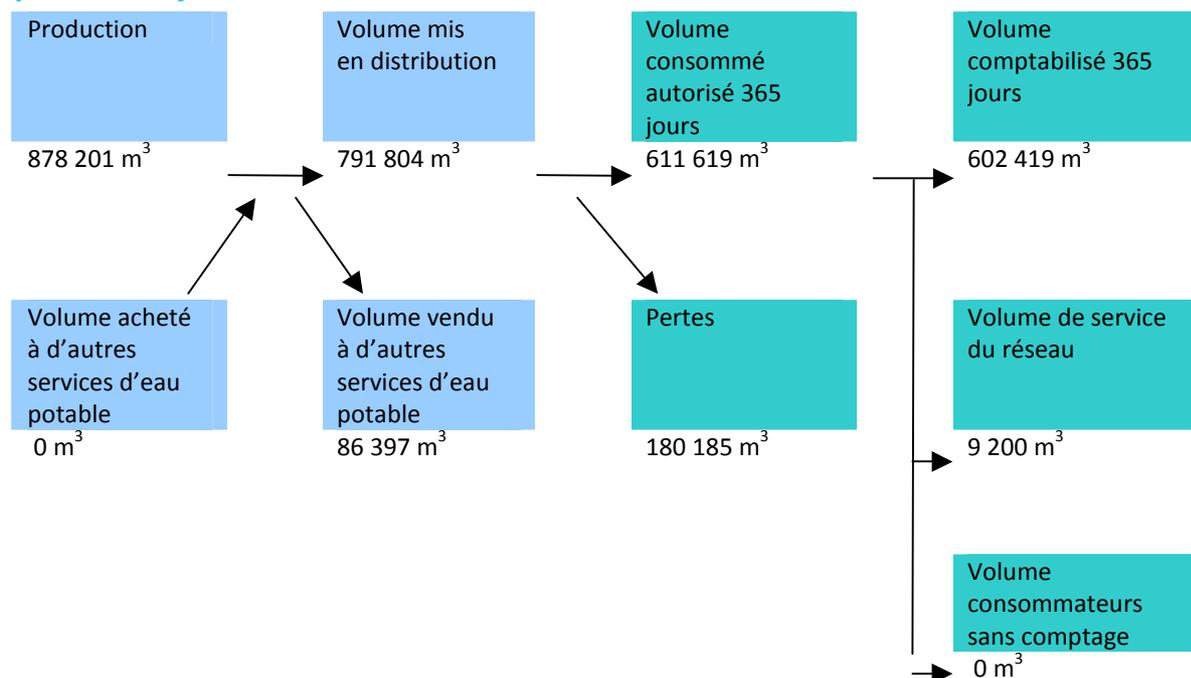 Production
878 201 m³
Volume mis
en distribution
791 804 m³
Volume
consommé
autorisé 365
jours
611 619 m³
Volume
comptabilisé 365
jours
602 419 m³
Volume acheté
à d’autres
services d’eau
potable
0 m³
Volume vendu
à d’autres
services d’eau
potable
86 397 m³
Pertes
180 185 m³
Volume de service
du réseau
9 200 m³
Volume
consommateurs
sans comptage
0 m³